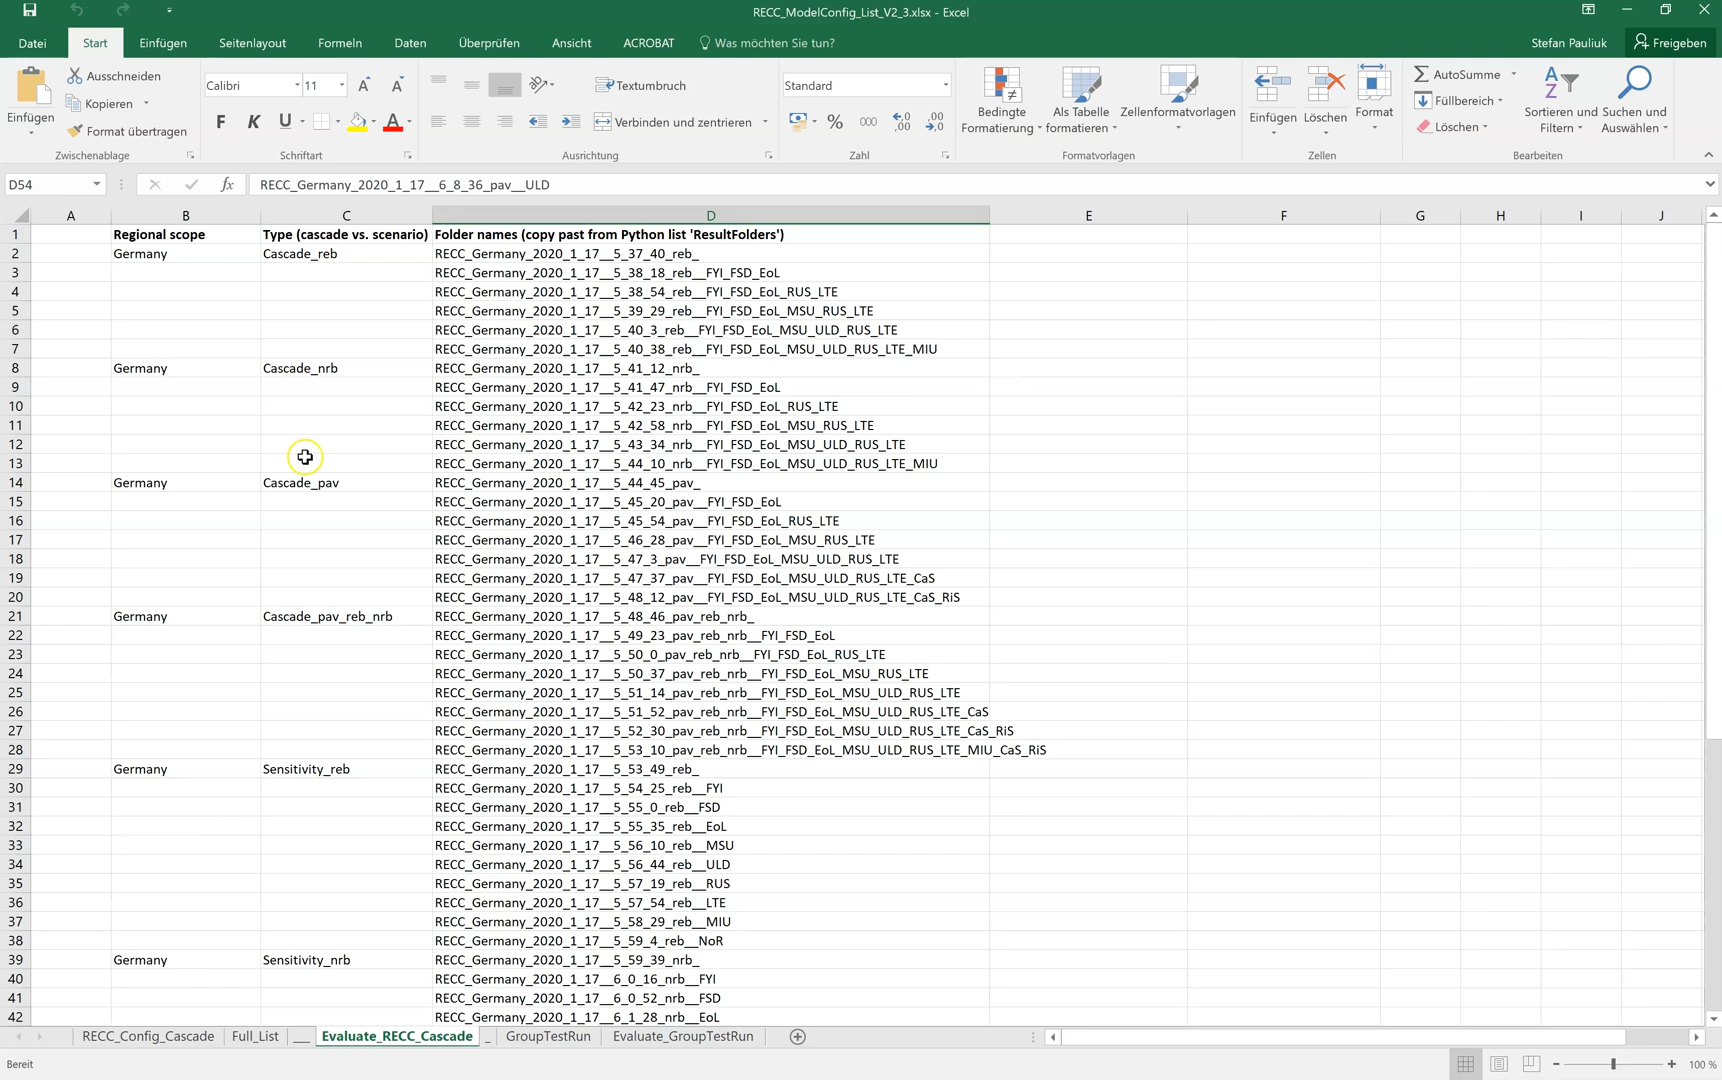 RECC_ModelConfig_List_V2_3.xlsx - Excel
Datei Start Einfügen Seitenlayout Formeln Daten Überprüfen Ansicht ACROBAT Was möchten Sie tun? Stefan Pauliuk Freigeben
Einfügen
Ausschneiden
Kopieren
Format übertragen
Zwischenablage
Calibri 11
F K U
Schriftart
Textumbruch
Verbinden und zentrieren
Ausrichtung
Standard
% 000
Zahl
Bedingte Formatierung
Als Tabelle formatieren
Zellenformatvorlagen
Formatvorlagen
Einfügen Löschen Format
Zellen
AutoSumme
Füllbereich
Löschen
Sortieren und Filtern
Suchen und Auswählen
Bearbeiten
D54 fx RECC_Germany_2020_1_17__6_8_36_pav__ULD
A B C D E F G H I J
1 Regional scope Type (cascade vs. scenario) Folder names (copy past from Python list 'ResultFolders')
2 Germany Cascade_reb RECC_Germany_2020_1_17__5_37_40_reb_
3 RECC_Germany_2020_1_17__5_38_18_reb__FYI_FSD_EoL
4 RECC_Germany_2020_1_17__5_38_54_reb__FYI_FSD_EoL_RUS_LTE
5 RECC_Germany_2020_1_17__5_39_29_reb__FYI_FSD_EoL_MSU_RUS_LTE
6 RECC_Germany_2020_1_17__5_40_3_reb__FYI_FSD_EoL_MSU_ULD_RUS_LTE
7 RECC_Germany_2020_1_17__5_40_38_reb__FYI_FSD_EoL_MSU_ULD_RUS_LTE_MIU
8 Germany Cascade_nrb RECC_Germany_2020_1_17__5_41_12_nrb_
9 RECC_Germany_2020_1_17__5_41_47_nrb__FYI_FSD_EoL
10 RECC_Germany_2020_1_17__5_42_23_nrb__FYI_FSD_EoL_RUS_LTE
11 RECC_Germany_2020_1_17__5_42_58_nrb__FYI_FSD_EoL_MSU_RUS_LTE
12 RECC_Germany_2020_1_17__5_43_34_nrb__FYI_FSD_EoL_MSU_ULD_RUS_LTE
13 RECC_Germany_2020_1_17__5_44_10_nrb__FYI_FSD_EoL_MSU_ULD_RUS_LTE_MIU
14 Germany Cascade_pav RECC_Germany_2020_1_17__5_44_45_pav_
15 RECC_Germany_2020_1_17__5_45_20_pav__FYI_FSD_EoL
16 RECC_Germany_2020_1_17__5_45_54_pav__FYI_FSD_EoL_RUS_LTE
17 RECC_Germany_2020_1_17__5_46_28_pav__FYI_FSD_EoL_MSU_RUS_LTE
18 RECC_Germany_2020_1_17__5_47_3_pav__FYI_FSD_EoL_MSU_ULD_RUS_LTE
19 RECC_Germany_2020_1_17__5_47_37_pav__FYI_FSD_EoL_MSU_ULD_RUS_LTE_CaS
20 RECC_Germany_2020_1_17__5_48_12_pav__FYI_FSD_EoL_MSU_ULD_RUS_LTE_CaS_RiS
21 Germany Cascade_pav_reb_nrb RECC_Germany_2020_1_17__5_48_46_pav_reb_nrb_
22 RECC_Germany_2020_1_17__5_49_23_pav_reb_nrb__FYI_FSD_EoL
23 RECC_Germany_2020_1_17__5_50_0_pav_reb_nrb__FYI_FSD_EoL_RUS_LTE
24 RECC_Germany_2020_1_17__5_50_37_pav_reb_nrb__FYI_FSD_EoL_MSU_RUS_LTE
25 RECC_Germany_2020_1_17__5_51_14_pav_reb_nrb__FYI_FSD_EoL_MSU_ULD_RUS_LTE
26 RECC_Germany_2020_1_17__5_51_52_pav_reb_nrb__FYI_FSD_EoL_MSU_ULD_RUS_LTE_CaS
27 RECC_Germany_2020_1_17__5_52_30_pav_reb_nrb__FYI_FSD_EoL_MSU_ULD_RUS_LTE_CaS_RiS
28 RECC_Germany_2020_1_17__5_53_10_pav_reb_nrb__FYI_FSD_EoL_MSU_ULD_RUS_LTE_MIU_CaS_RiS
29 Germany Sensitivity_reb RECC_Germany_2020_1_17__5_53_49_reb_
30 RECC_Germany_2020_1_17__5_54_25_reb__FYI
31 RECC_Germany_2020_1_17__5_55_0_reb__FSD
32 RECC_Germany_2020_1_17__5_55_35_reb__EoL
33 RECC_Germany_2020_1_17__5_56_10_reb__MSU
34 RECC_Germany_2020_1_17__5_56_44_reb__ULD
35 RECC_Germany_2020_1_17__5_57_19_reb__RUS
36 RECC_Germany_2020_1_17__5_57_54_reb__LTE
37 RECC_Germany_2020_1_17__5_58_29_reb__MIU
38 RECC_Germany_2020_1_17__5_59_4_reb__NoR
39 Germany Sensitivity_nrb RECC_Germany_2020_1_17__5_59_39_nrb_
40 RECC_Germany_2020_1_17__6_0_16_nrb__FYI
41 RECC_Germany_2020_1_17__6_0_52_nrb__FSD
42 RECC_Germany_2020_1_17__6_1_28_nrb__EoL
RECC_Config_Cascade Full_List ___ Evaluate_RECC_Cascade _ GroupTestRun Evaluate_GroupTestRun
Bereit 100 %